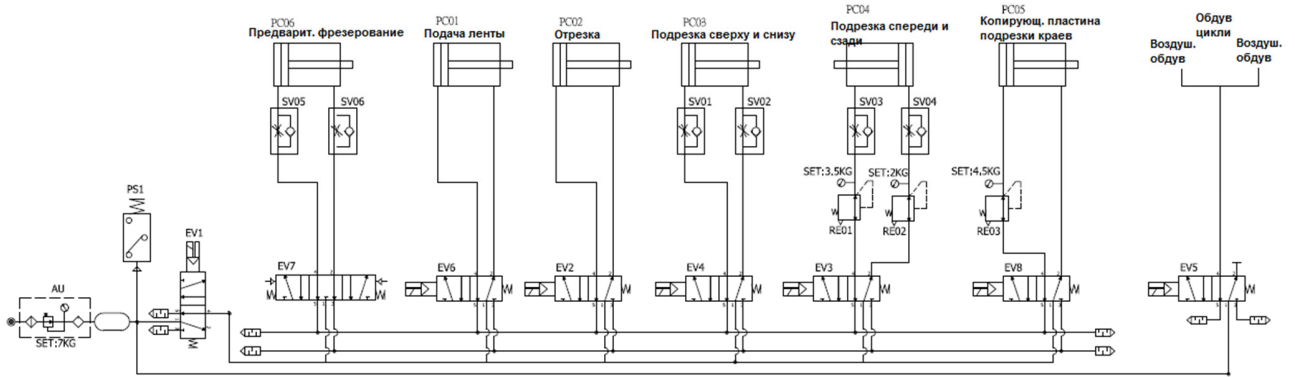 PC06
Предварит. фрезерование
PC01
Подача ленты
PC02
Отрезка
PC03
Подрезка сверху и снизу
PC04
Подрезка спереди и
сзади
PC05
Копирующ. пластина
подрезки краев
Обдув
цикли
Воздуш.
обдув
Воздуш.
обдув
SV05
SV06
SV01
SV02
SV03
SV04
SET:3.5KG
SET:2KG
SET:4,5KG
RE01
RE02
RE03
PS1
EV1
EV7
EV6
EV2
EV4
EV3
EV8
EV5
AU
SET:7KG